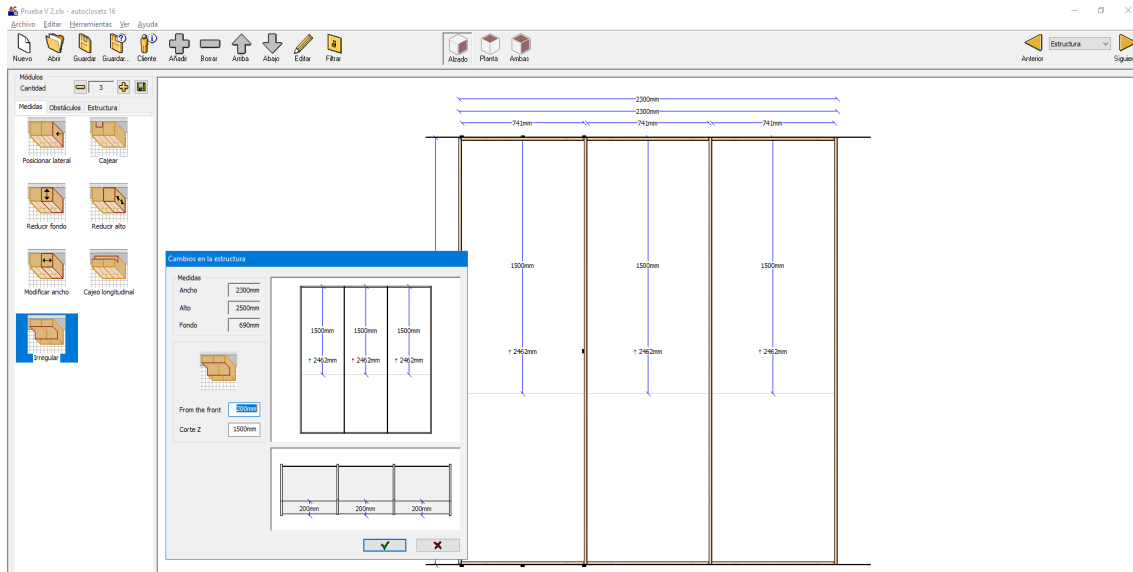 Prueba V 2.clx - autoclosets 16
Archivo Editar Herramientas Ver Ayuda
Nuevo Abrir Guardar Guardar... Cliente Añadir Borrar Arriba Abajo Editar Filtrar Alzado Planta Ambas Anterior Estructura Siguies
Módulos
Cantidad 3
Medidas Obstáculos Estructura
Posicionar lateral Cajear
Reducir fondo Reducir alto
Modificar ancho Cajeo longitudinal
Irregular
2300mm
2300mm
741mm 741mm 741mm
1500mm 1500mm 1500mm
↑ 2462mm ↑ 2462mm ↑ 2462mm
Cambios en la estructura
Medidas
Ancho 2300mm
Alto 2500mm
Fondo 690mm
From the front 200mm
Corte Z 1500mm
1500mm 1500mm 1500mm
↑ 2462mm ↑ 2462mm ↑ 2462mm
200mm 200mm 200mm